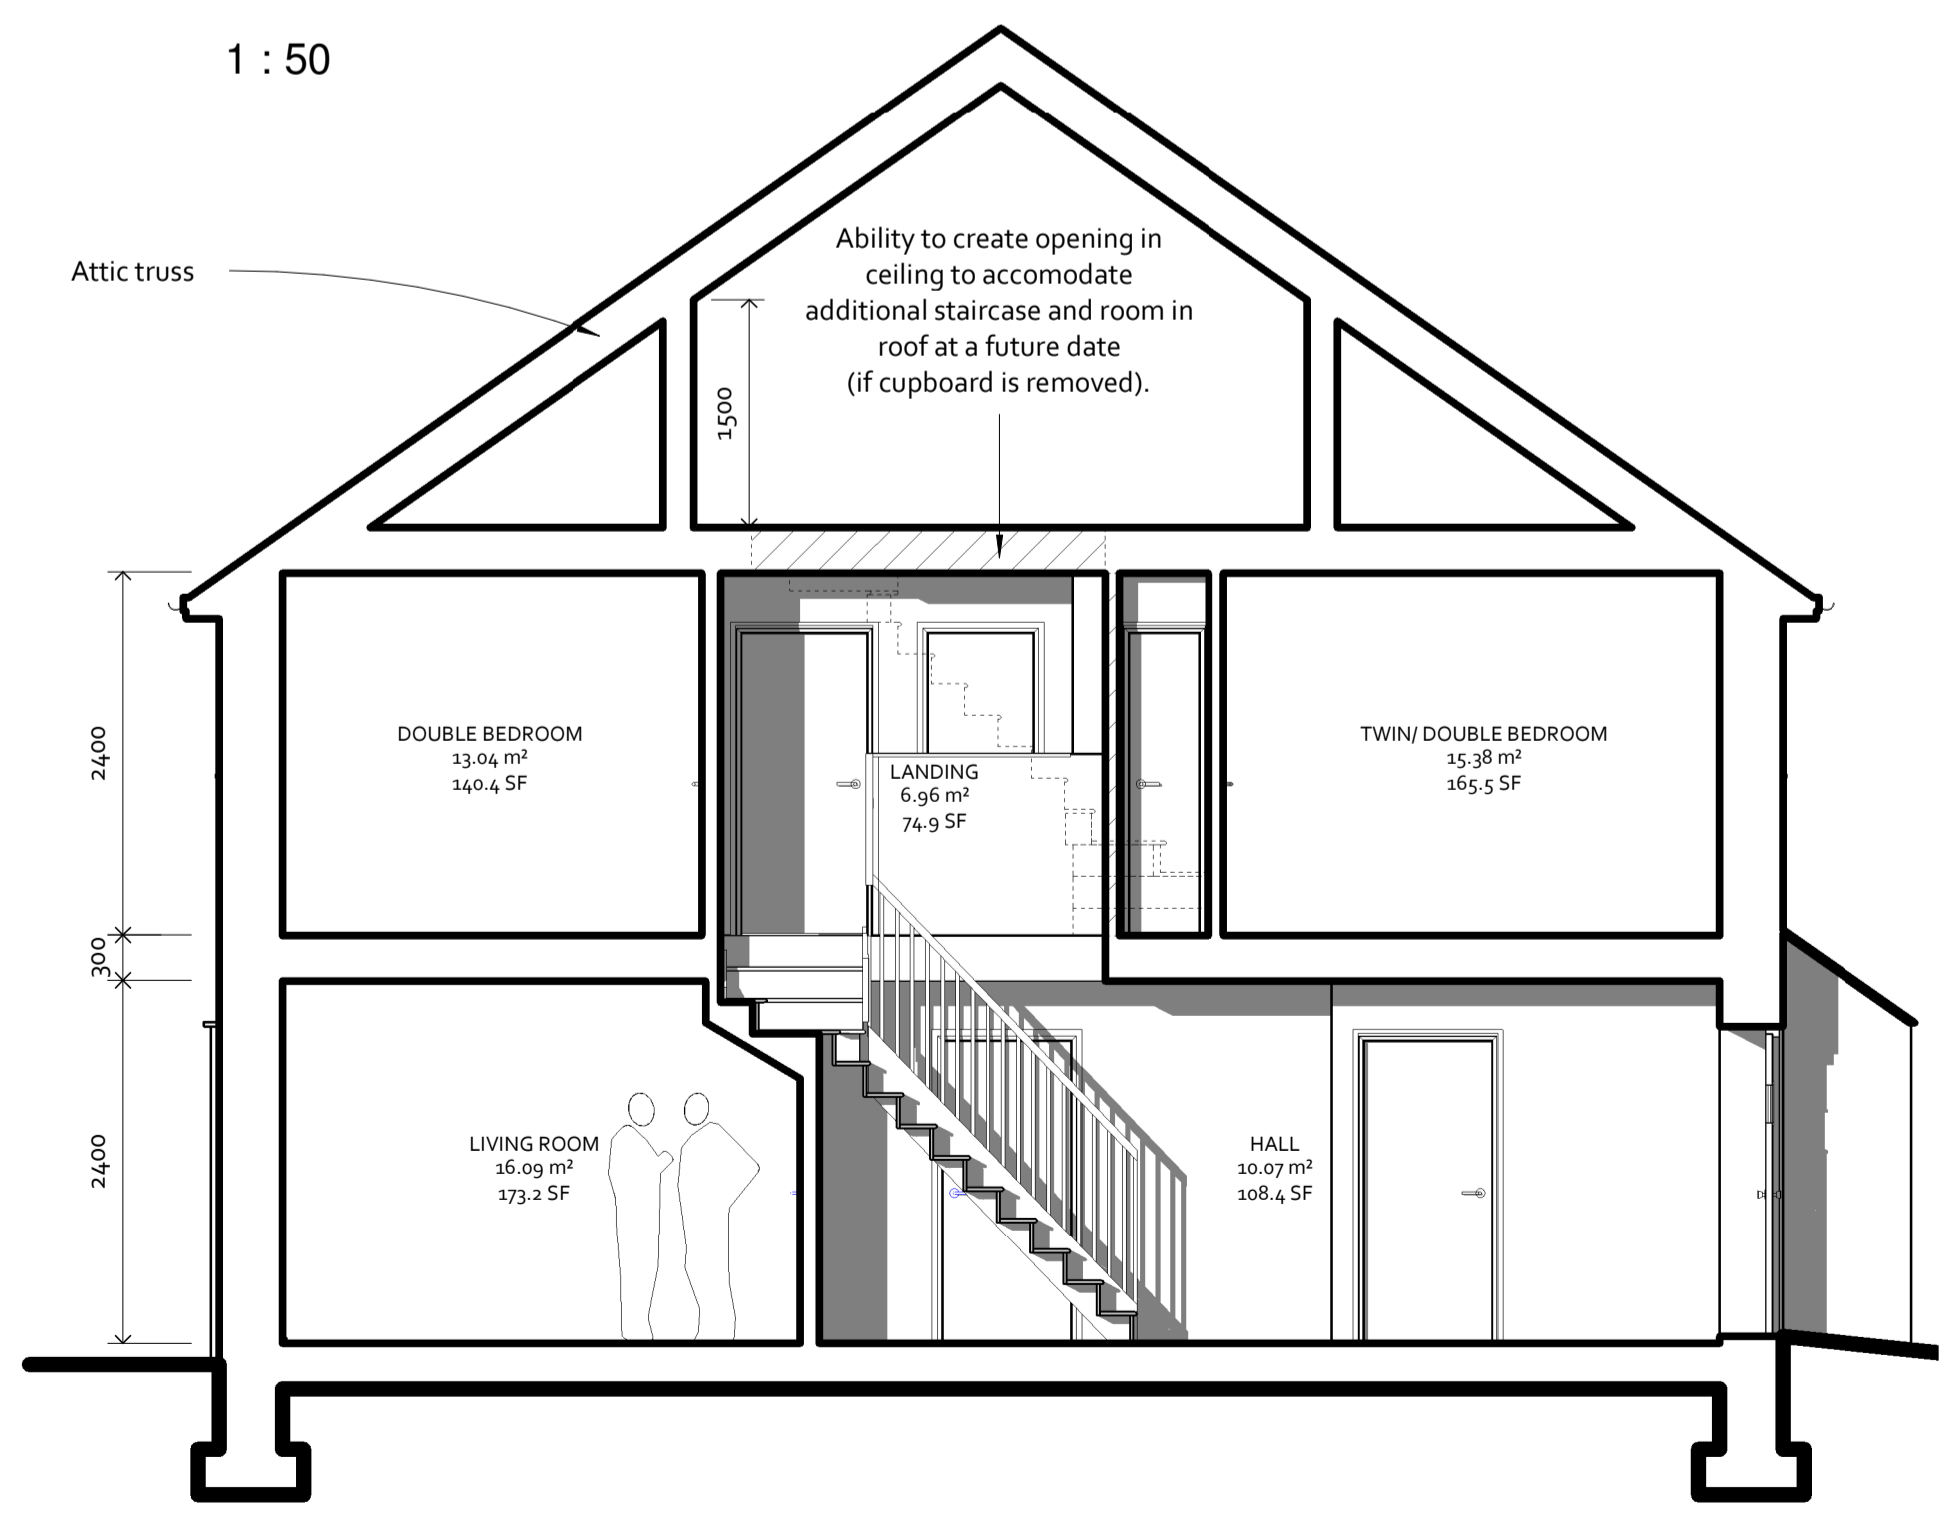 1 : 50
Attic truss
Ability to create opening in
ceiling to accomodate
additional staircase and room in
roof at a future date
(if cupboard is removed).
1500
2400
300
2400
DOUBLE BEDROOM
13.04 m²
140.4 SF
LANDING
6.96 m²
74.9 SF
TWIN/ DOUBLE BEDROOM
15.38 m²
165.5 SF
LIVING ROOM
16.09 m²
173.2 SF
HALL
10.07 m²
108.4 SF